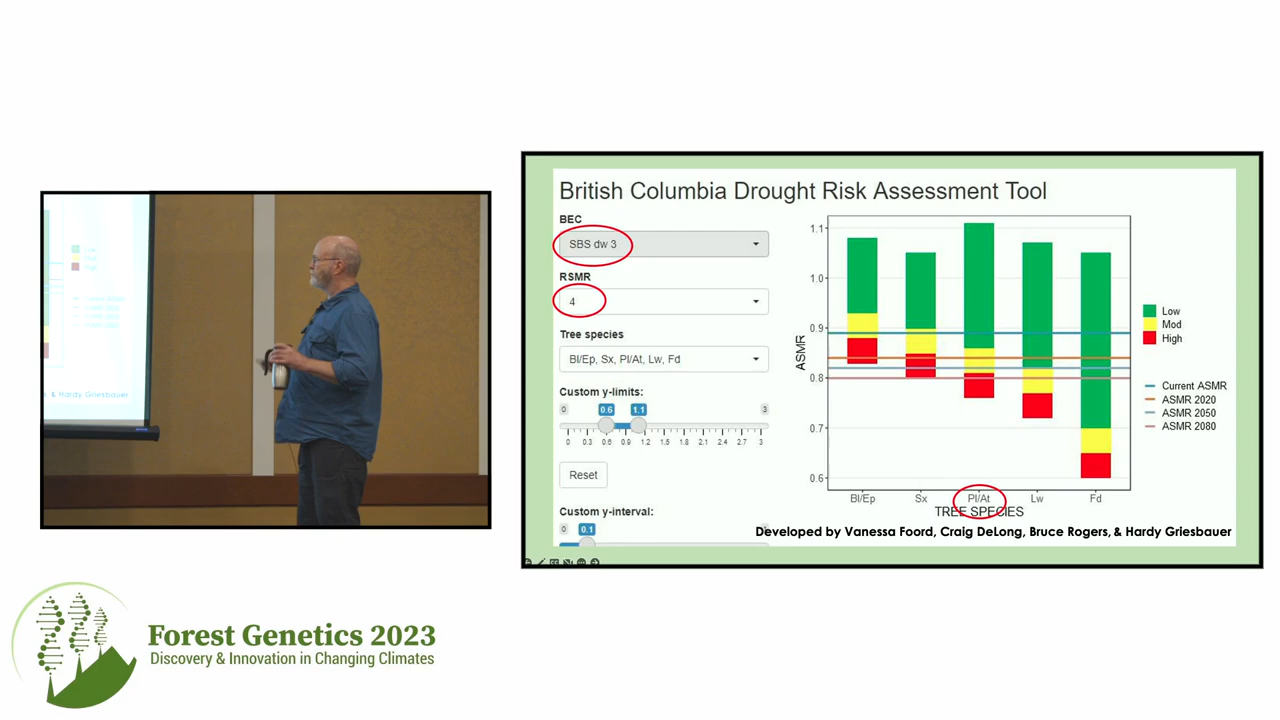 British Columbia Drought Risk Assessment Tool
BEC
SBS dw 3
RSMR
4
Tree species
Bl/Ep, Sx, Pl/At, Lw, Fd
Custom y-limits:
0 0.6 1.1 3
0 0.3 0.6 0.9 1.2 1.5 1.8 2.1 2.4 2.7 3
Reset
Custom y-interval:
0 0.1
1.1
1.0
0.9
0.8
0.7
0.6
ASMR
Bl/Ep Sx Pl/At Lw Fd
TREE SPECIES
Low
Mod
High
Current ASMR
ASMR 2020
ASMR 2050
ASMR 2080
Developed by Vanessa Foord, Craig DeLong, Bruce Rogers, & Hardy Griesbauer
& Hardy Griesbauer
Forest Genetics 2023
Discovery & Innovation in Changing Climates